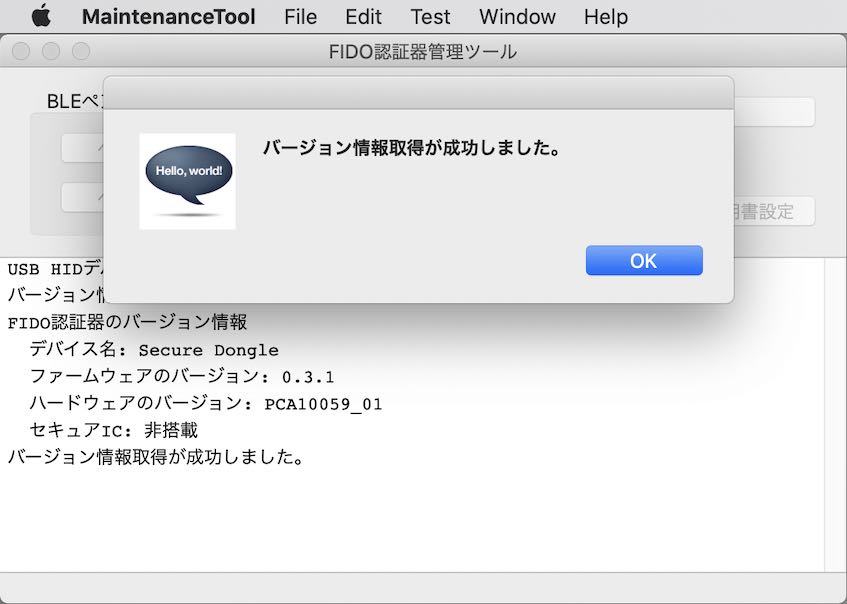 MaintenanceTool File Edit Test Window Help
FIDO認証器管理ツール
BLEペ
バージョン情報取得が成功しました。
Hello, world!
明書設定
OK
USB HIDデ
バージョン情
FIDO認証器のバージョン情報
デバイス名: Secure Dongle
ファームウェアのバージョン: 0.3.1
ハードウェアのバージョン: PCA10059_01
セキュアIC: 非搭載
バージョン情報取得が成功しました。